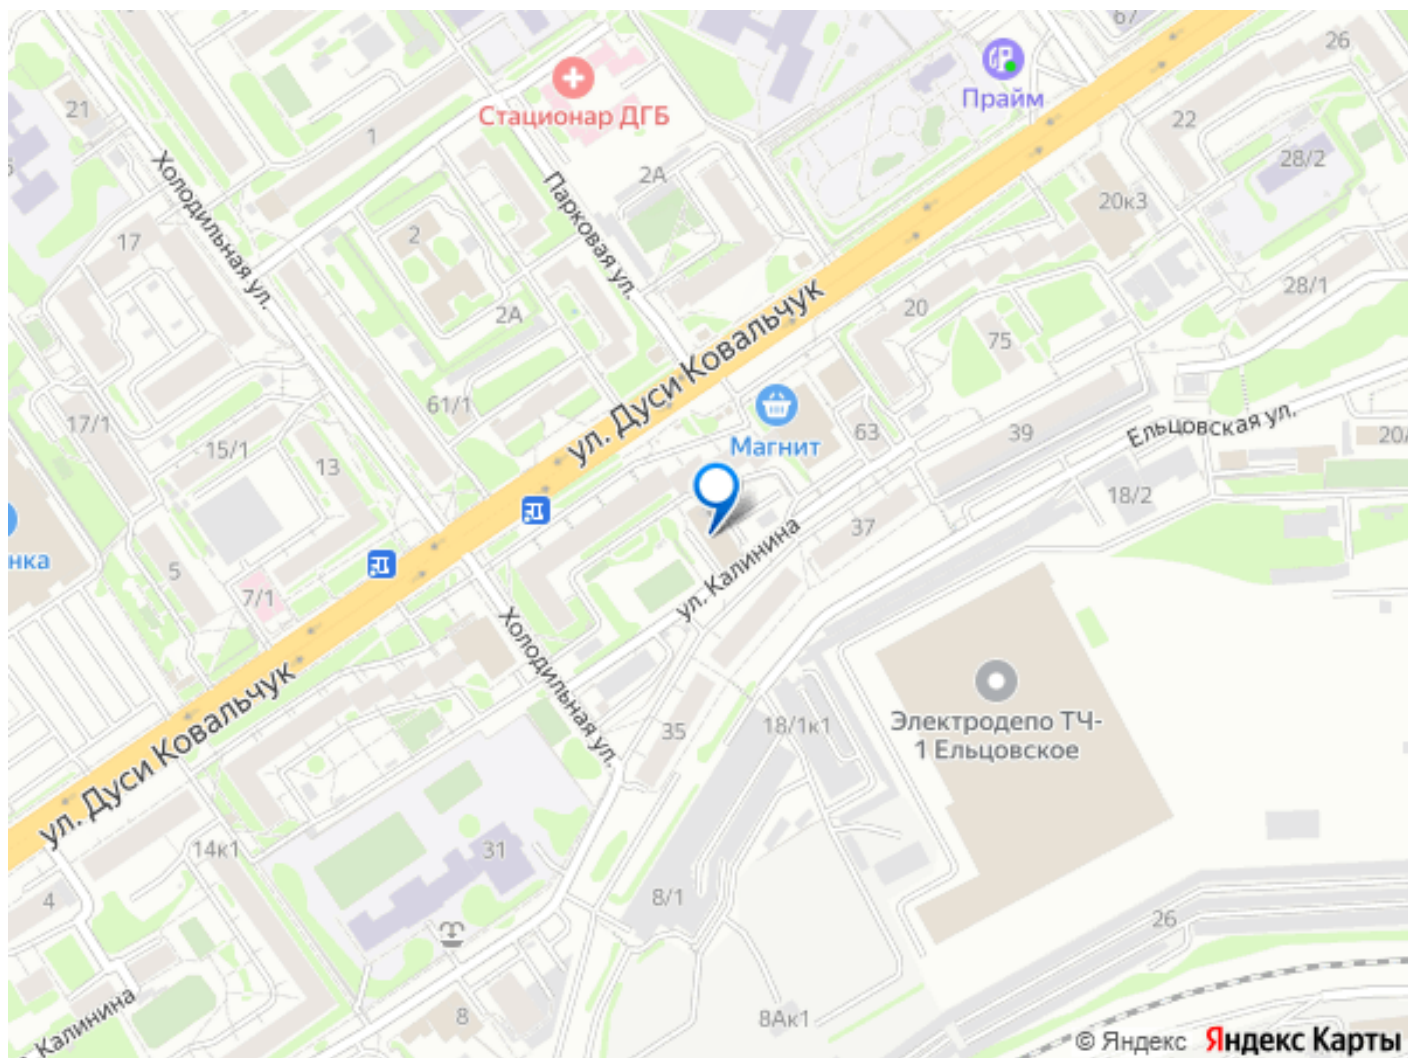 67
26
Прайм
21
Стационар ДГБ
22
1
28/2
2А
Холодильная ул.
Парковая ул.
20к3
17
2
28/1
2А
ул. Дуси Ковальчук
20
75
61/1
17/1
Магнит
63
39
Ельцовская ул.
20/
15/1
13
18/2
37
нка
5
7/1
ул. Калинина
Холодильная ул.
ул. Дуси Ковальчук
35
18/1к1
Электродепо ТЧ-
1 Ельцовское
14к1
31
4
8/1
26
Калинина
8
8Ак1
© Яндекс Яндекс Карты